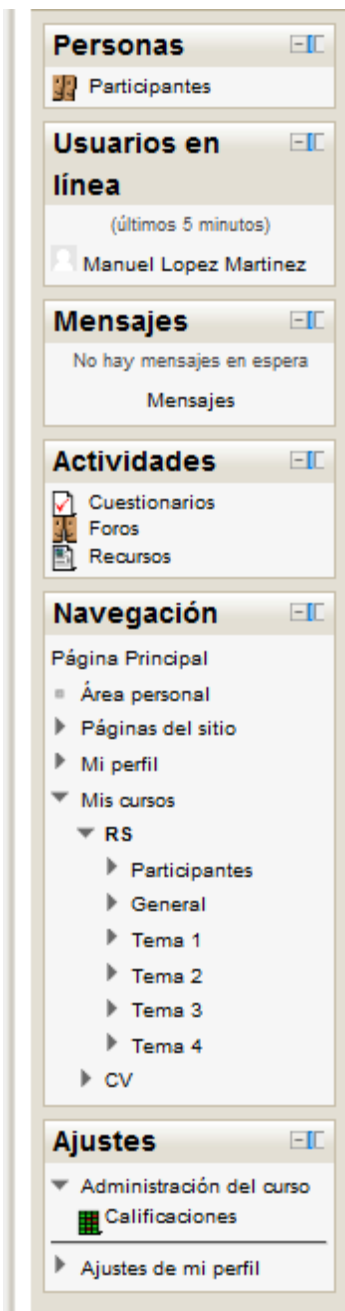 Personas
Participantes
Usuarios en
línea
(últimos 5 minutos)
Manuel Lopez Martinez
Mensajes
No hay mensajes en espera
Mensajes
Actividades
Cuestionarios
Foros
Recursos
Navegación
Página Principal
Área personal
Páginas del sitio
Mi perfil
Mis cursos
RS
Participantes
General
Tema 1
Tema 2
Tema 3
Tema 4
CV
Ajustes
Administración del curso
Calificaciones
Ajustes de mi perfil